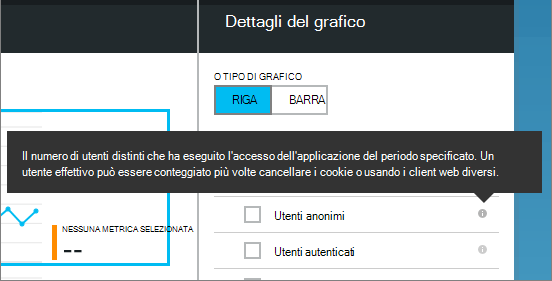 Dettagli del grafico
O TIPO DI GRAFICO
RIGA
BARRA
Il numero di utenti distinti che ha eseguito l'accesso dell'applicazione del periodo specificato. Un
utente effettivo può essere conteggiato più volte cancellare i cookie o usando i client web diversi.
Utenti anonimi
NESSUNA METRICA SELEZIONATA
--
Utenti autenticati